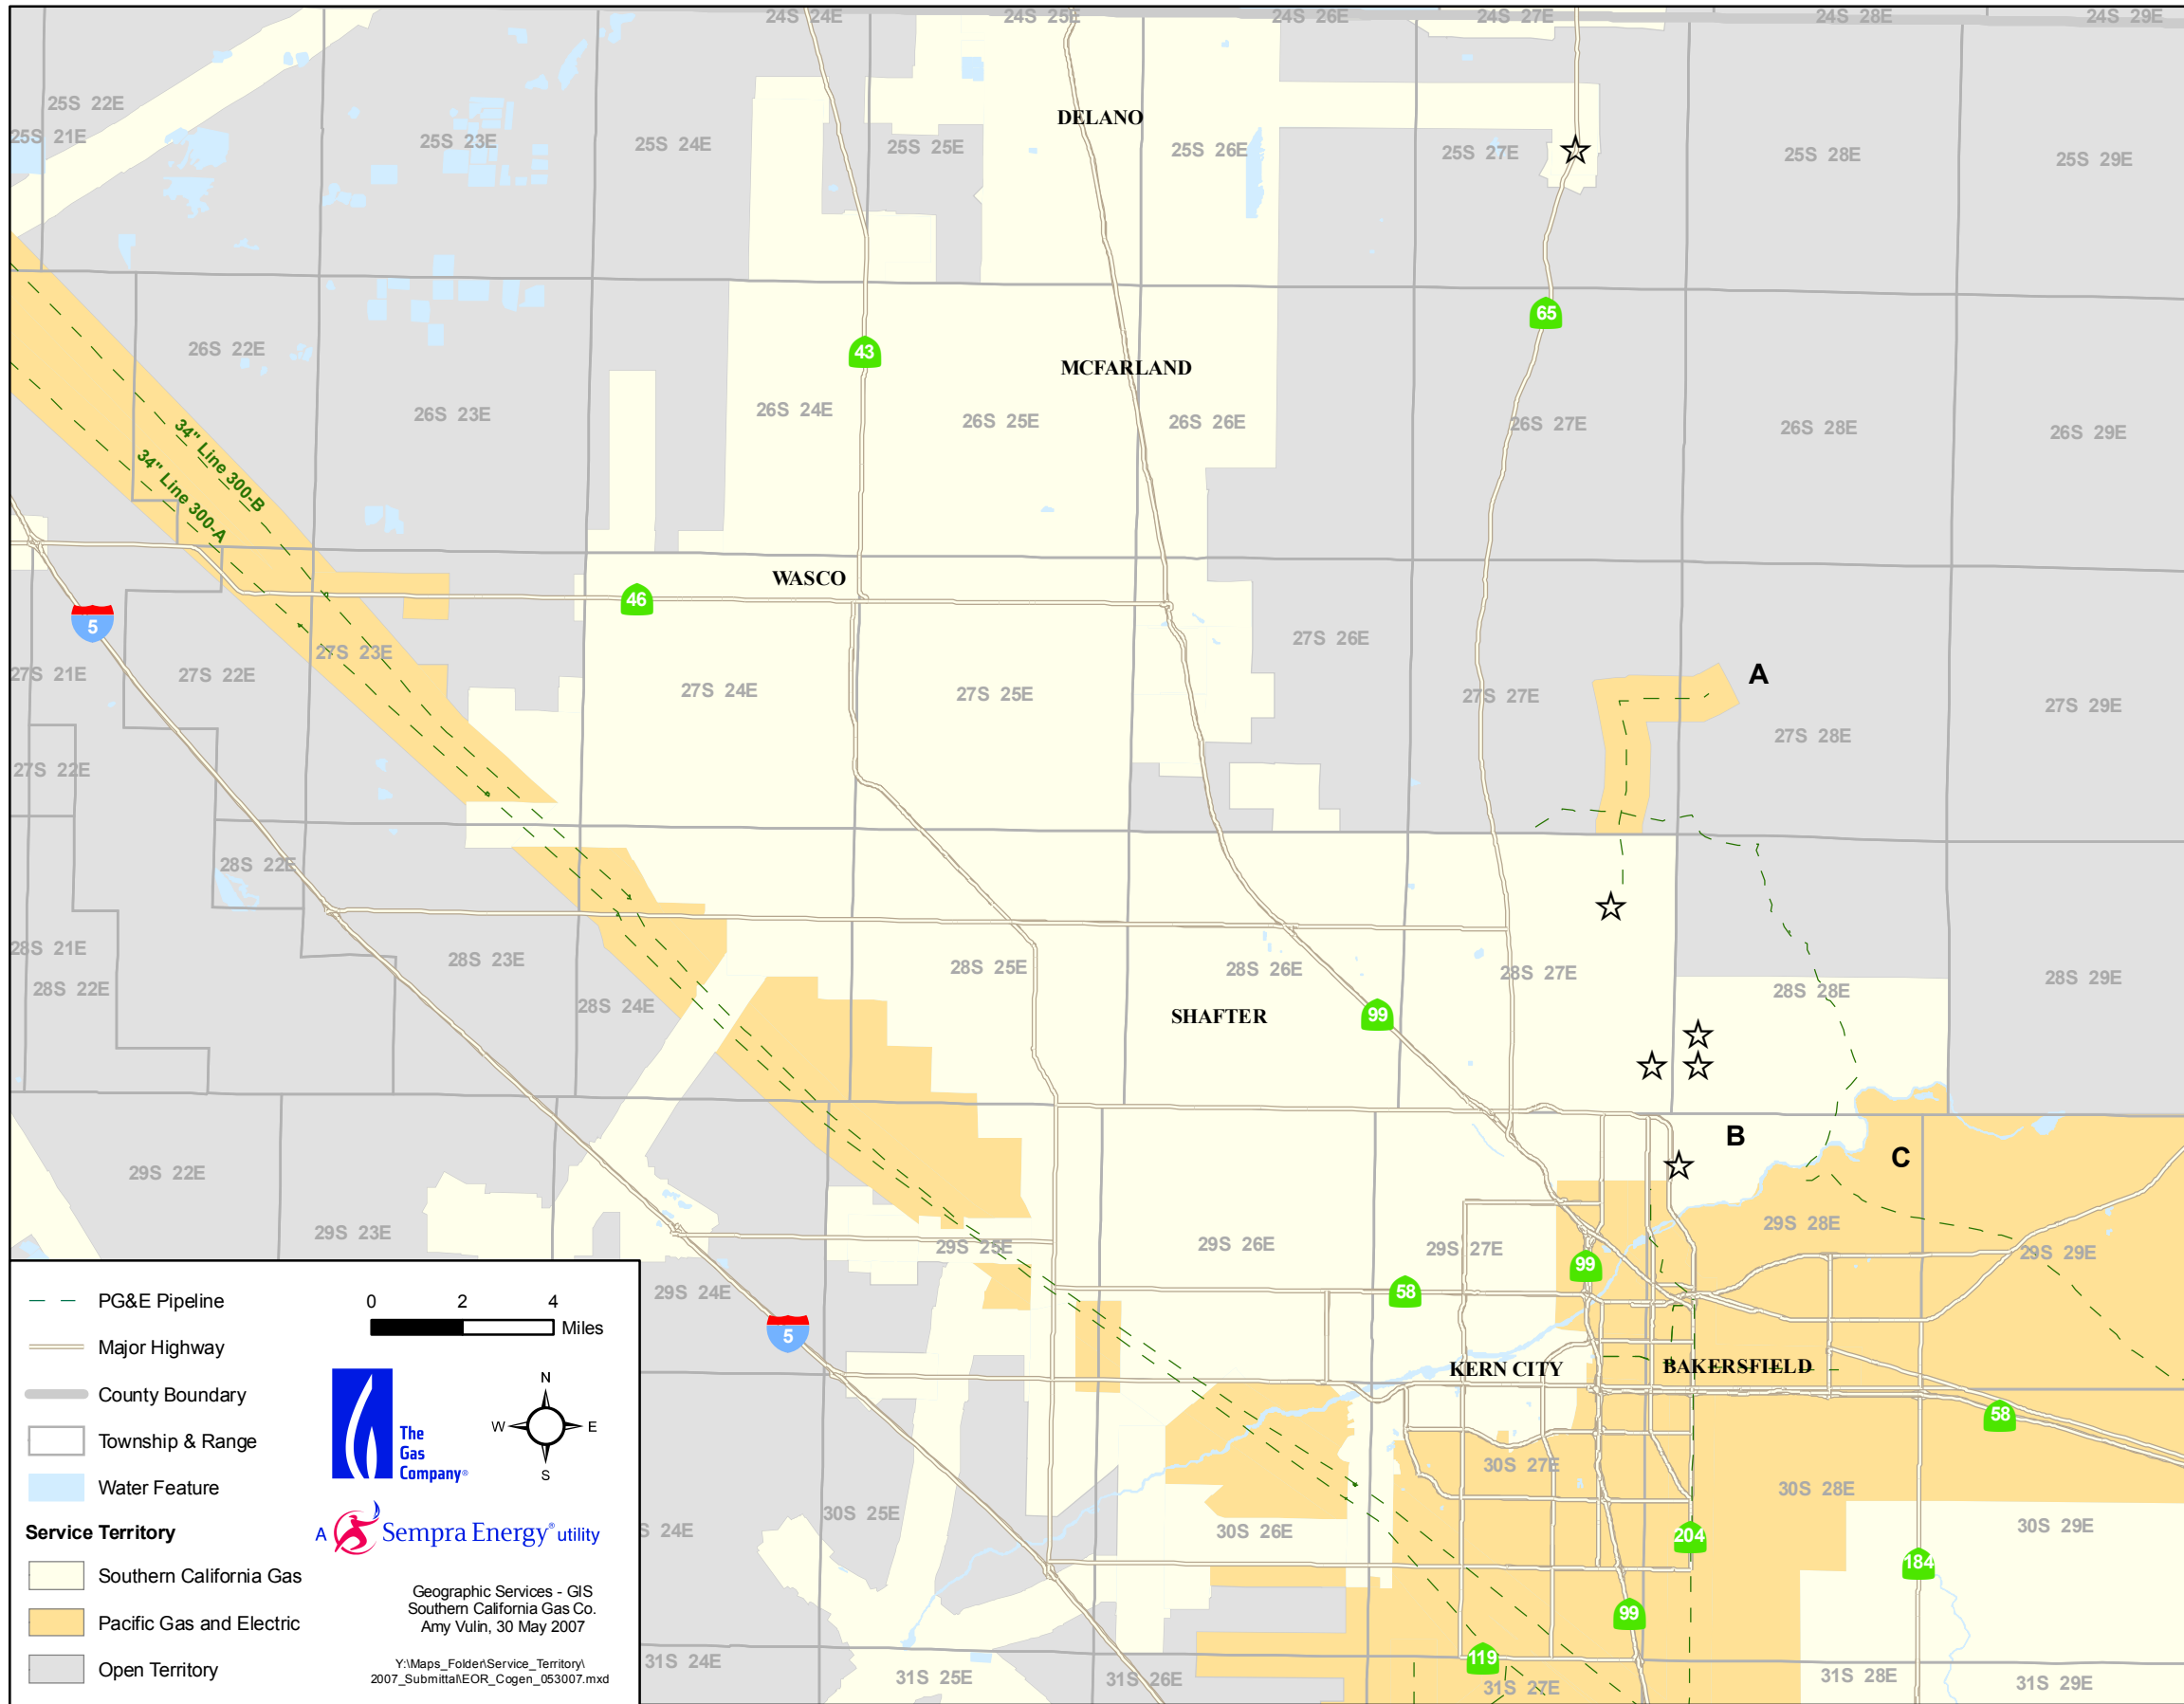 24S 24E
24S 25E
24S 26E
24S 27E
24S 28E
24S 29E
25S 22E
25S 21E
25S 23E
25S 24E
25S 25E
DELANO
25S 26E
25S 27E
25S 28E
25S 29E
26S 22E
26S 23E
43
26S 24E
MCFARLAND
26S 25E
26S 26E
65
26S 27E
26S 28E
26S 29E
34" Line 300-B
34" Line 300-A
5
WASCO
46
27S 21E
27S 22E
27S 23E
27S 24E
27S 25E
27S 26E
27S 27E
A
27S 28E
27S 29E
27S 22E
28S 22E
28S 21E
28S 22E
28S 23E
28S 24E
28S 25E
28S 26E
SHAFTER
99
28S 27E
28S 28E
28S 29E
B
C
29S 22E
29S 23E
29S 25E
29S 26E
29S 27E
29S 28E
29S 29E
99
58
29S 24E
5
KERN CITY
BAKERSFIELD
58
30S 27E
30S 28E
30S 25E
S 24E
30S 26E
30S 29E
204
184
99
119
31S 24E
31S 25E
31S 26E
31S 27E
31S 28E
31S 29E
PG&E Pipeline
Major Highway
County Boundary
Township & Range
Water Feature
Service Territory
Southern California Gas
Pacific Gas and Electric
Open Territory
0 2 4
Miles
N
W E
S
The
Gas
Company®
A Sempra Energy® utility
Geographic Services - GIS
Southern California Gas Co.
Amy Vulin, 30 May 2007
Y:\Maps_Folder\Service_Territory\
2007_Submittal\EOR_Cogen_053007.mxd